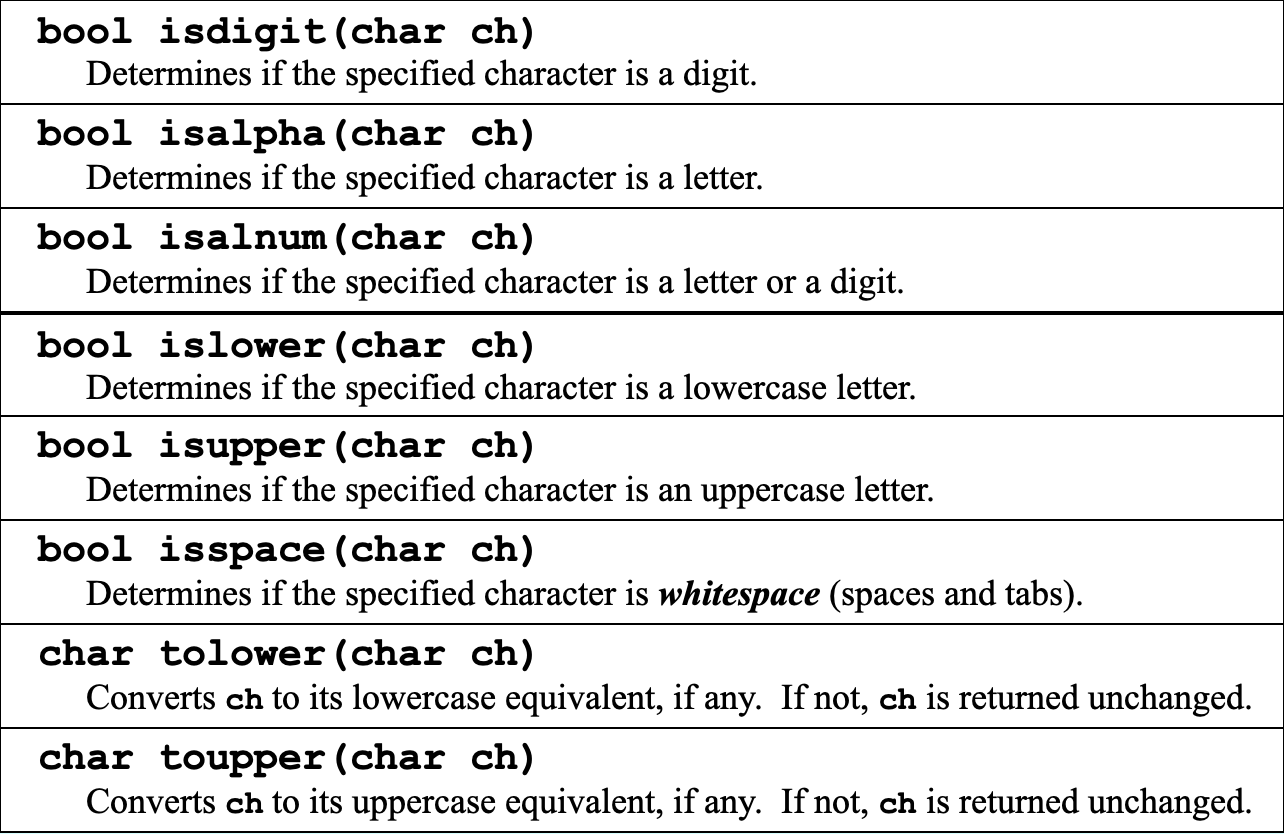 bool isdigit(char ch)
Determines if the specified character is a digit.
bool isalpha(char ch)
Determines if the specified character is a letter.
bool isalnum(char ch)
Determines if the specified character is a letter or a digit.
bool islower(char ch)
Determines if the specified character is a lowercase letter.
bool isupper(char ch)
Determines if the specified character is an uppercase letter.
bool isspace(char ch)
Determines if the specified character is whitespace (spaces and tabs).
char tolower(char ch)
Converts ch to its lowercase equivalent, if any.  If not, ch is returned unchanged.
char toupper(char ch)
Converts ch to its uppercase equivalent, if any.  If not, ch is returned unchanged.